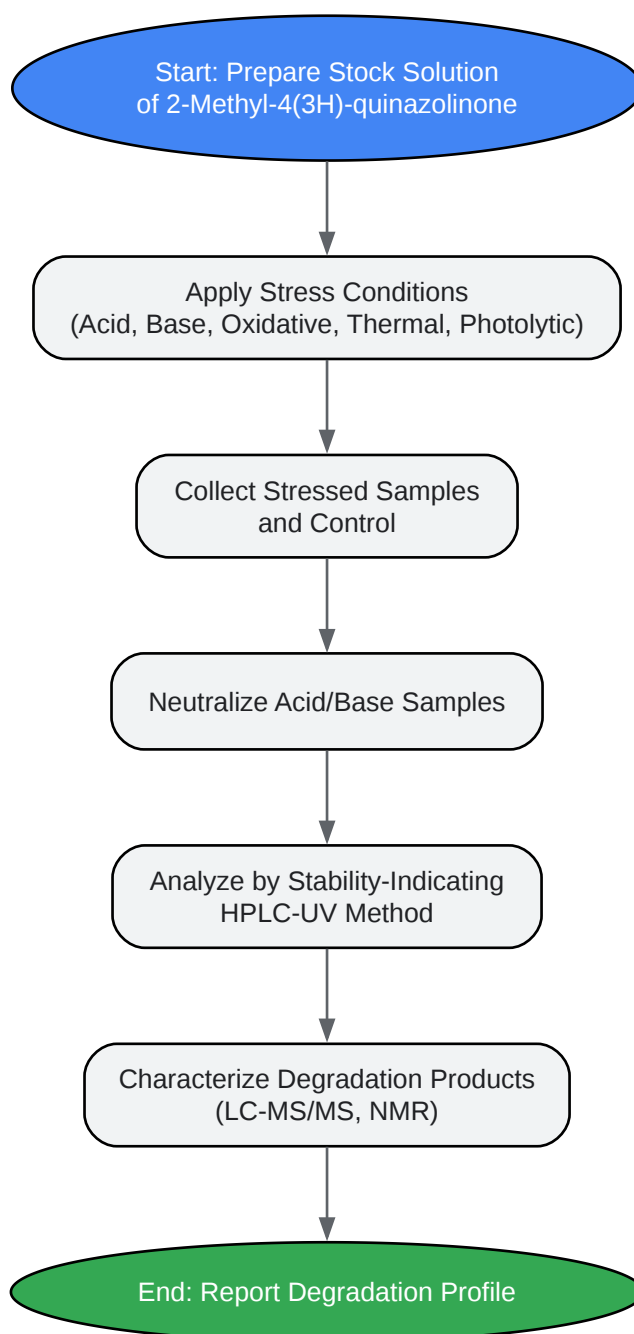 Start: Prepare Stock Solution
of 2-Methyl-4(3H)-quinazolinone
Apply Stress Conditions
(Acid, Base, Oxidative, Thermal, Photolytic)
Collect Stressed Samples
and Control
Neutralize Acid/Base Samples
Analyze by Stability-Indicating
HPLC-UV Method
Characterize Degradation Products
(LC-MS/MS, NMR)
End: Report Degradation Profile